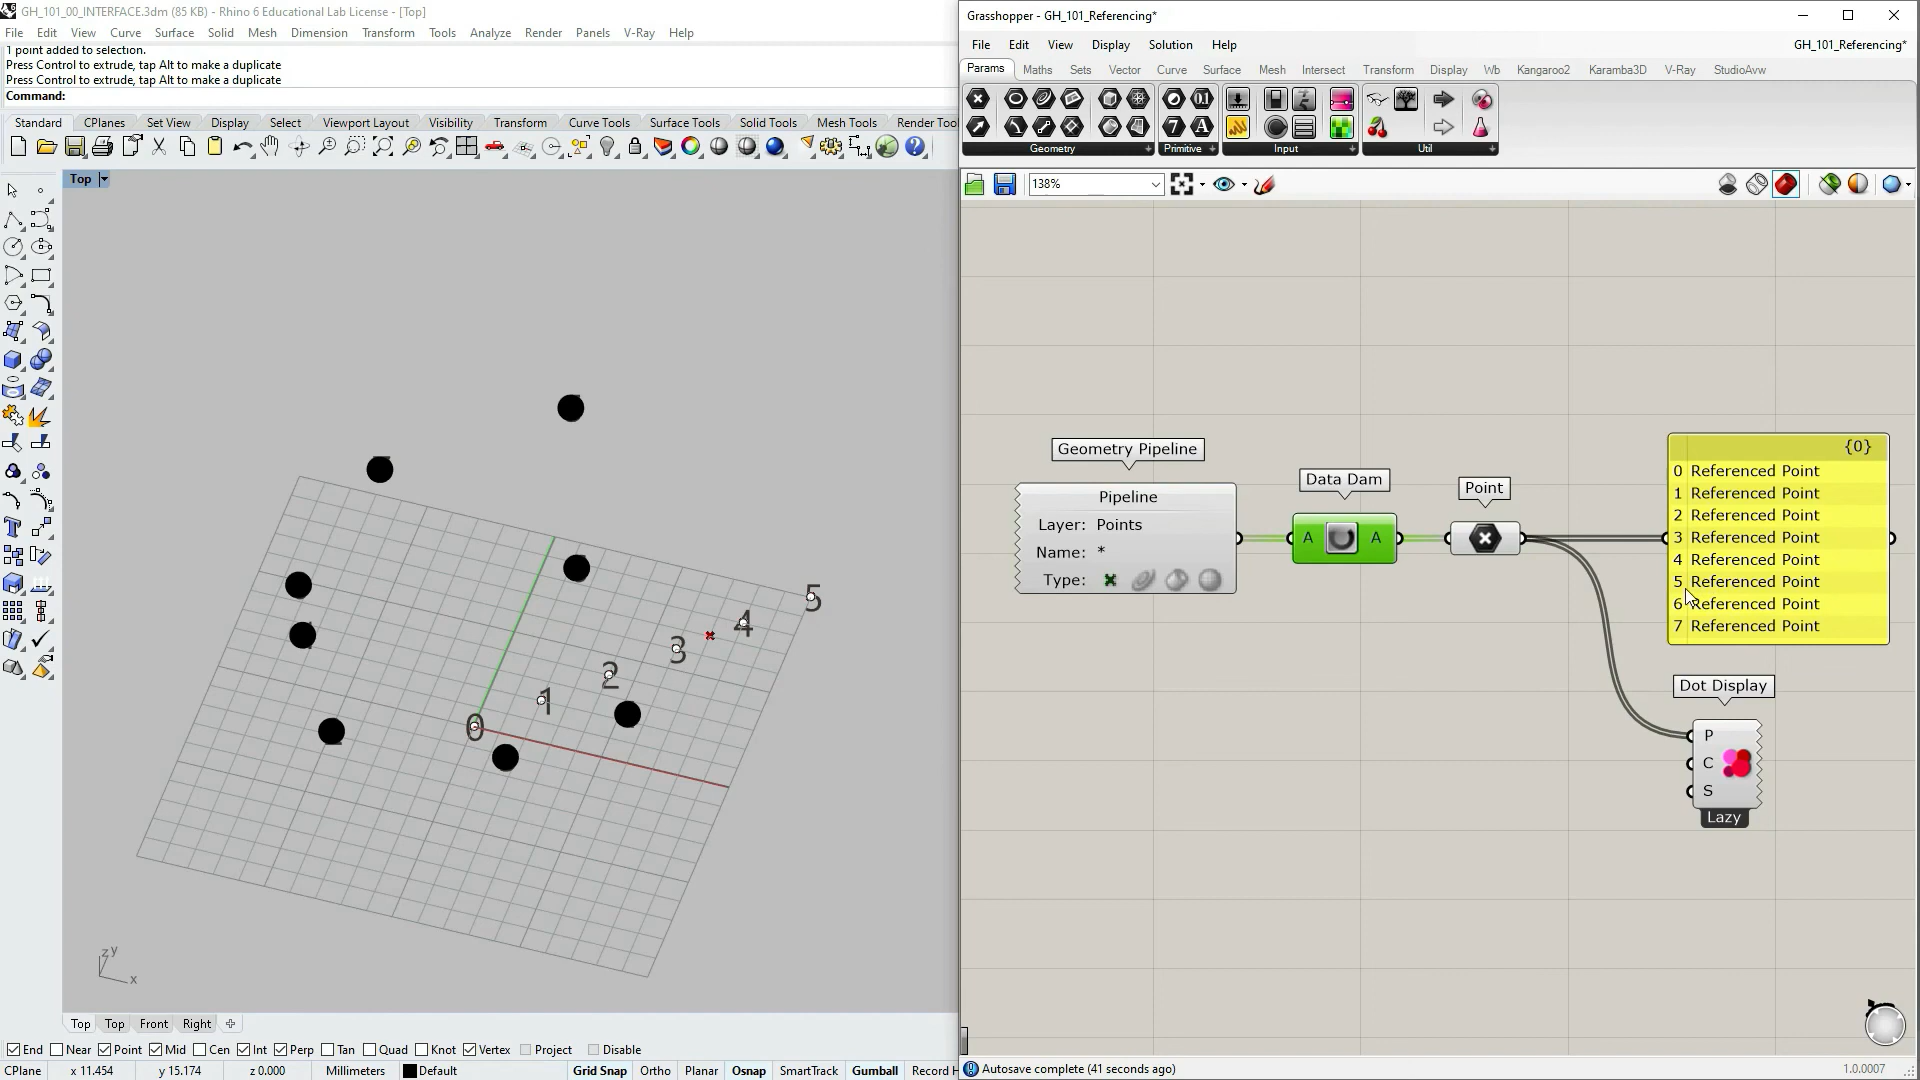 GH_101_00_INTERFACE.3dm (85 KB) - Rhino 6 Educational Lab License - [Top]
File Edit View Curve Surface Solid Mesh Dimension Transform Tools Analyze Render Panels V-Ray Help
1 point added to selection.
Press Control to extrude, tap Alt to make a duplicate
Press Control to extrude, tap Alt to make a duplicate
Command:
Standard CPlanes Set View Display Select Viewport Layout Visibility Transform Curve Tools Surface Tools Solid Tools Mesh Tools Render Tool
Top
5
4
3
2
1
0
z y
x
Top Top Front Right
End Near Point Mid Cen Int Perp Tan Quad Knot Vertex Project Disable
CPlane x 11.454 y 15.174 z 0.000 Millimeters Default Grid Snap Ortho Planar Osnap SmartTrack Gumball Record H
Grasshopper - GH_101_Referencing*
File Edit View Display Solution Help GH_101_Referencing*
Params Maths Sets Vector Curve Surface Mesh Intersect Transform Display Wb Kangaroo2 Karamba3D V-Ray StudioAvw
Geometry Primitive Input Util
138%
Geometry Pipeline
Pipeline
Layer: Points
Name: *
Type:
Data Dam
A A
Point
{0}
0 Referenced Point
1 Referenced Point
2 Referenced Point
3 Referenced Point
4 Referenced Point
5 Referenced Point
6 Referenced Point
7 Referenced Point
Dot Display
P
C
S
Lazy
Autosave complete (41 seconds ago) 1.0.0007